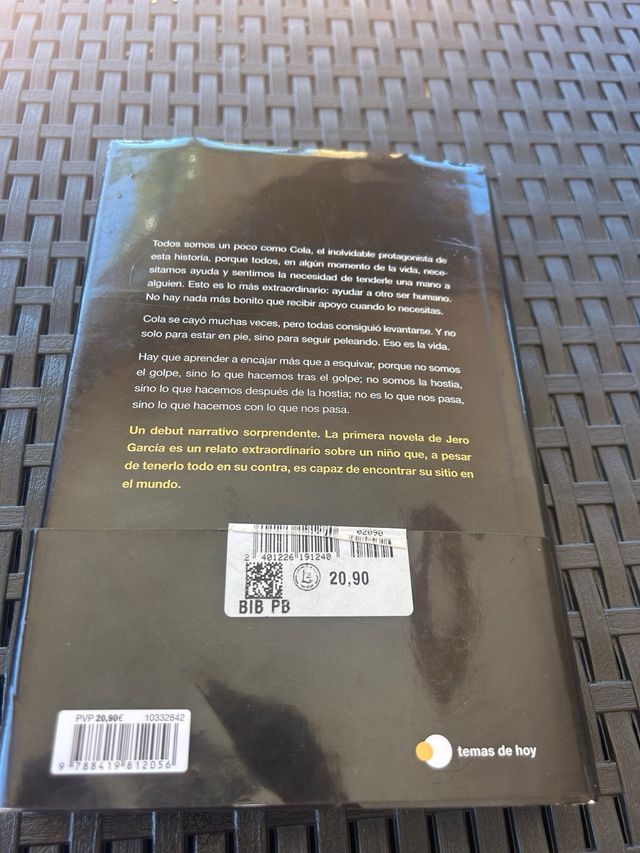 Todos somos un poco como Cola, el inolvidable protagonista de
esta historia, porque todos, en algún momento de la vida, nece-
sitamos ayuda y sentimos la necesidad de tenderle una mano a
alguien. Esto es lo más extraordinario: ayudar a otro ser humano.
No hay nada más bonito que recibir apoyo cuando lo necesitas.
Cola se cayó muchas veces, pero todas consiguió levantarse. Y no
solo para estar en pie, sino para seguir peleando. Eso es la vida.
Hay que aprender a encajar más que a esquivar, porque no somos
el golpe, sino lo que hacemos tras el golpe; no somos la hostia,
sino lo que hacemos después de la hostia; no es lo que nos pasa,
sino lo que hacemos con lo que nos pasa.
Un debut narrativo sorprendente. La primera novela de Jero
García es un relato extraordinario sobre un niño que, a pesar
de tenerlo todo en su contra, es capaz de encontrar su sitio en
el mundo.
02090
2 401226 191240
20,90
BIB PB
PVP 20,90€ 10332842
9 788419 812056
temas de hoy